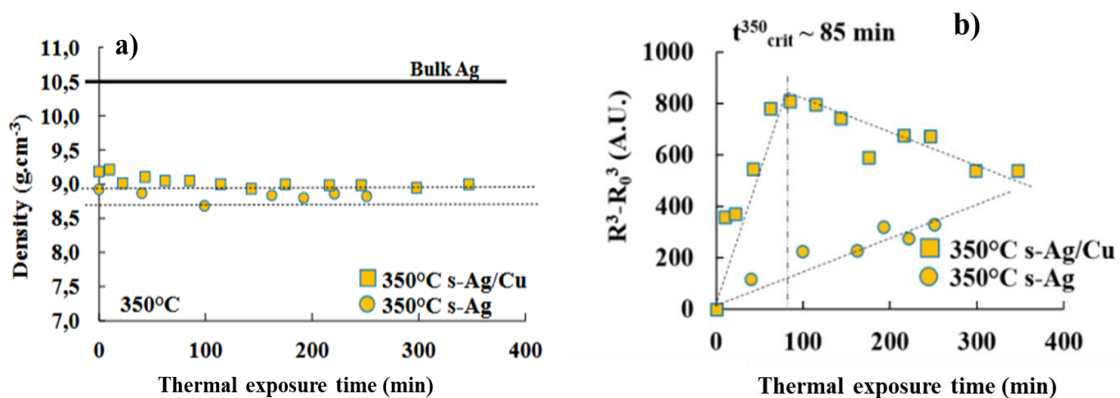 a)
11,0
10,5
10,0
9,5
9,0
8,5
8,0
7,5
7,0
Density (g.cm-3)
Bulk Ag
350°C s-Ag/Cu
350°C s-Ag
350°C
0 100 200 300 400
Thermal exposure time (min)
b)
t350crit ~ 85 min
1000
800
600
400
200
0
R3-R03 (A.U.)
350°C s-Ag/Cu
350°C s-Ag
0 100 200 300 400
Thermal exposure time (min)